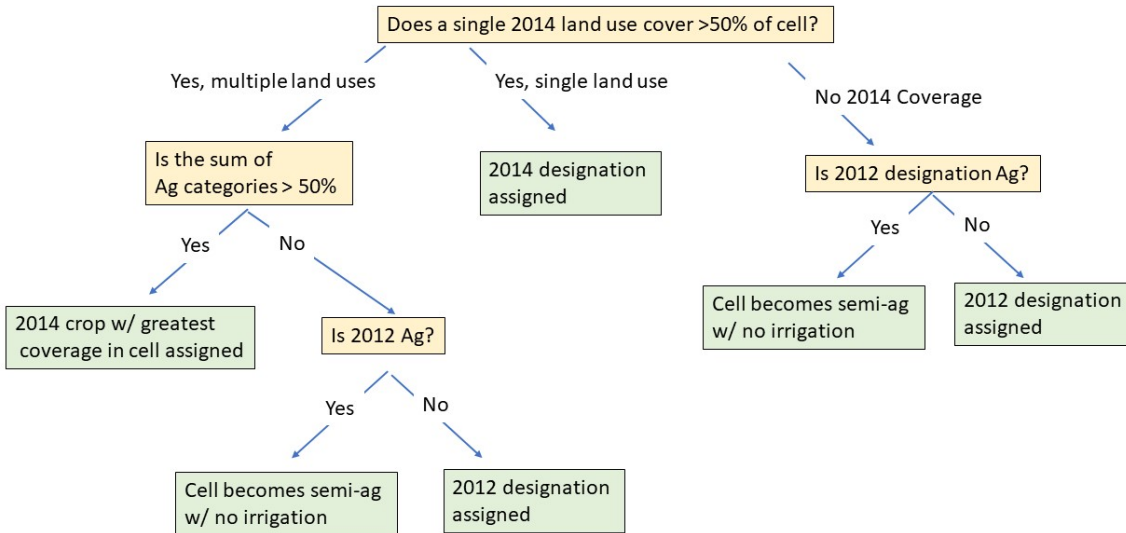 Does a single 2014 land use cover >50% of cell?
Yes, multiple land uses
Yes, single land use
No 2014 Coverage
Is the sum of
Ag categories > 50%
2014 designation
assigned
Is 2012 designation Ag?
Yes
No
Yes
No
2014 crop w/ greatest
coverage in cell assigned
Is 2012 Ag?
Cell becomes semi-ag
w/ no irrigation
2012 designation
assigned
Yes
No
Cell becomes semi-ag
w/ no irrigation
2012 designation
assigned